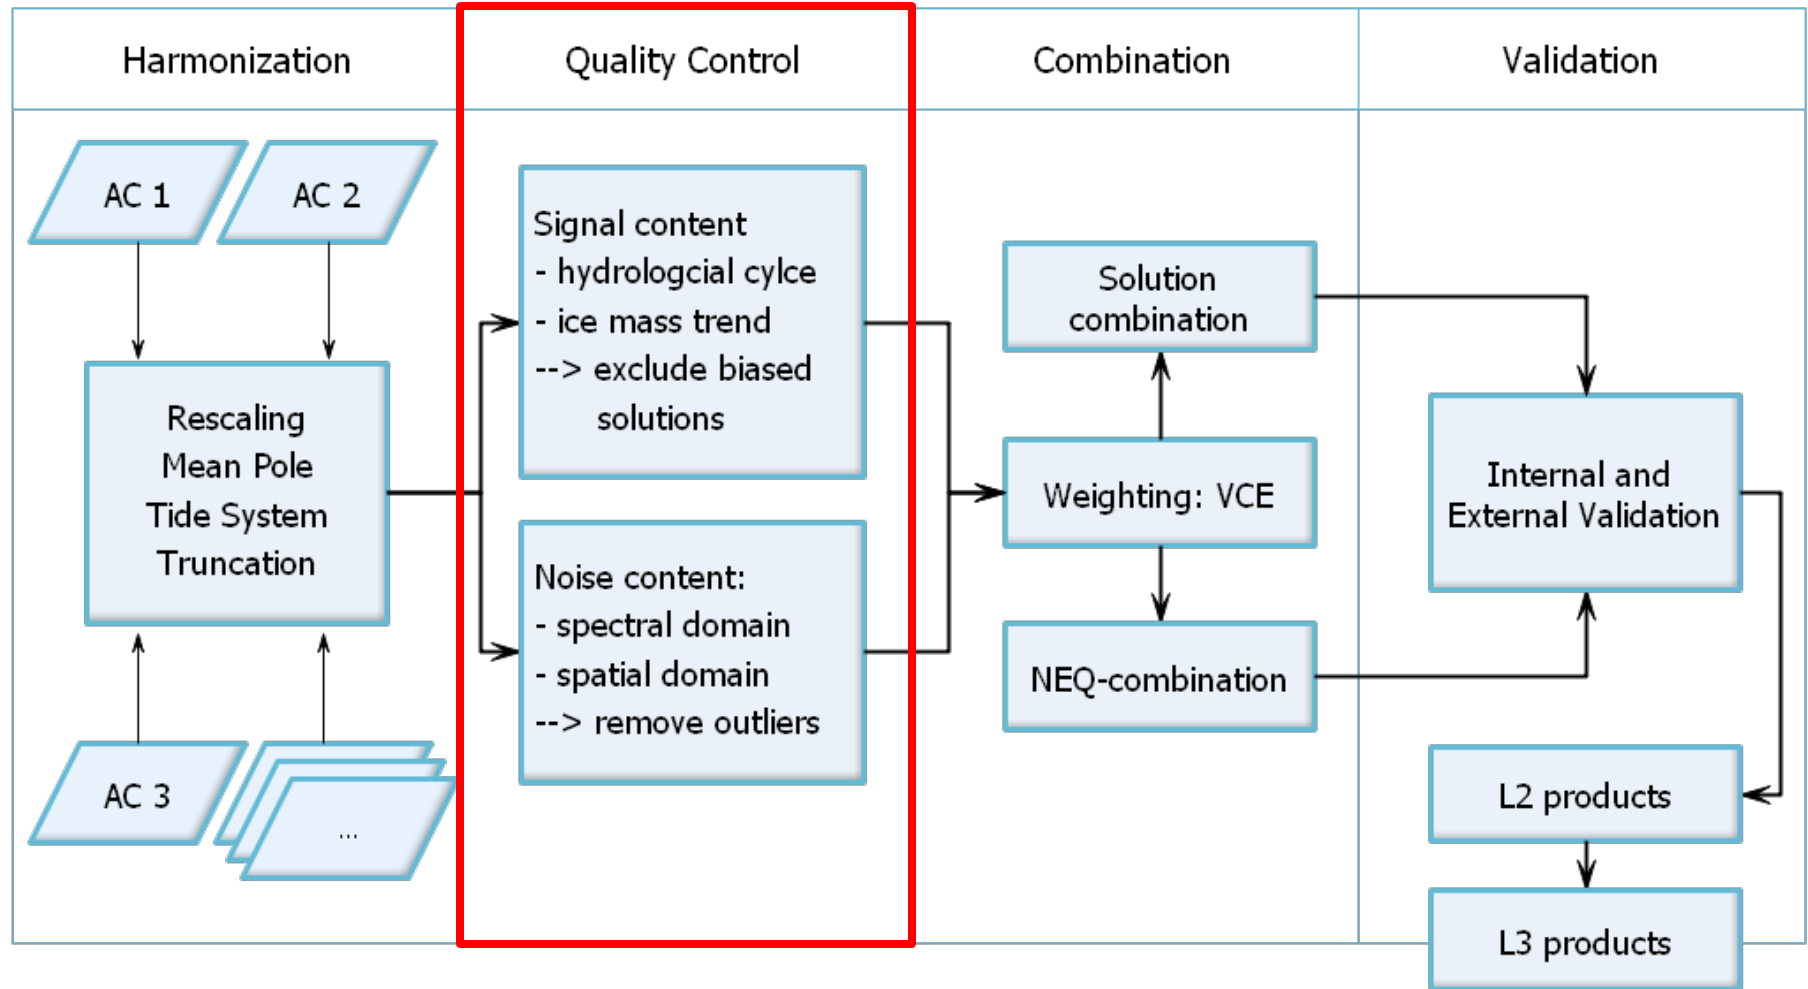 Harmonization
Quality Control
Combination
Validation
AC 1
AC 2
Rescaling
Mean Pole
Tide System
Truncation
AC 3
...
Signal content
- hydrologcial cylce
- ice mass trend
--> exclude biased
solutions
Noise content:
- spectral domain
- spatial domain
--> remove outliers
Solution
combination
Weighting: VCE
NEQ-combination
Internal and
External Validation
L2 products
L3 products